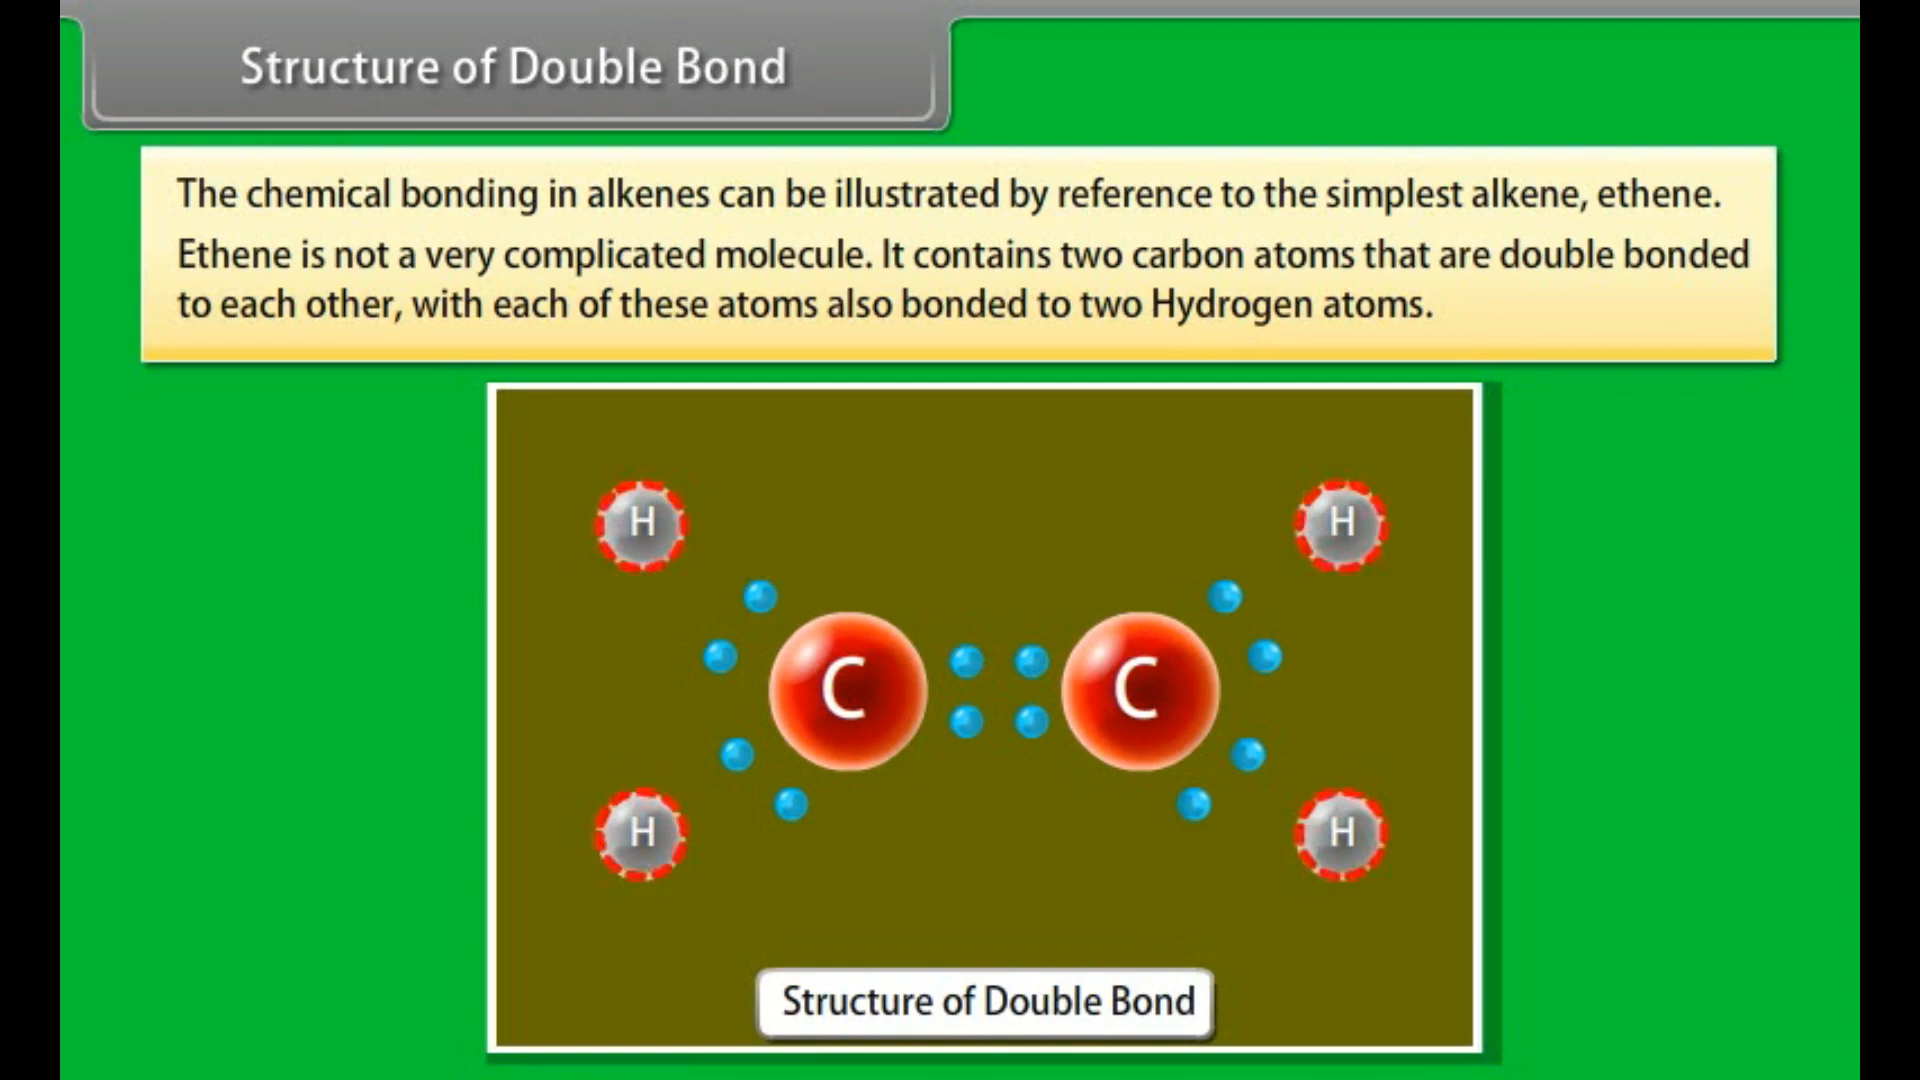 Structure of Double Bond
The chemical bonding in alkenes can be illustrated by reference to the simplest alkene, ethene.
Ethene is not a very complicated molecule. It contains two carbon atoms that are double bonded
to each other, with each of these atoms also bonded to two Hydrogen atoms.
H H
C C
H H
Structure of Double Bond